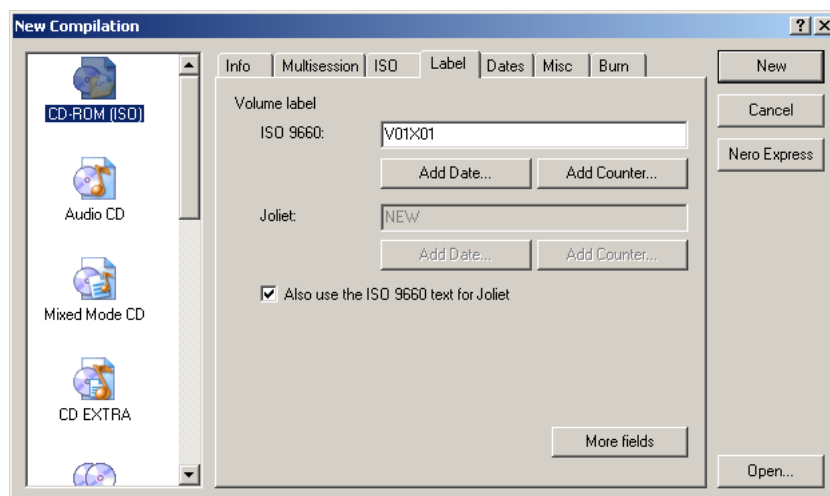 New Compilation
CD-ROM (ISO)
Audio CD
Mixed Mode CD
CD EXTRA
Info Multisession ISO Label Dates Misc Burn
Volume label
ISO 9660: V01X01
Add Date... Add Counter...
Joliet: NEW
Add Date... Add Counter...
Also use the ISO 9660 text for Joliet
More fields
New
Cancel
Nero Express
Open...